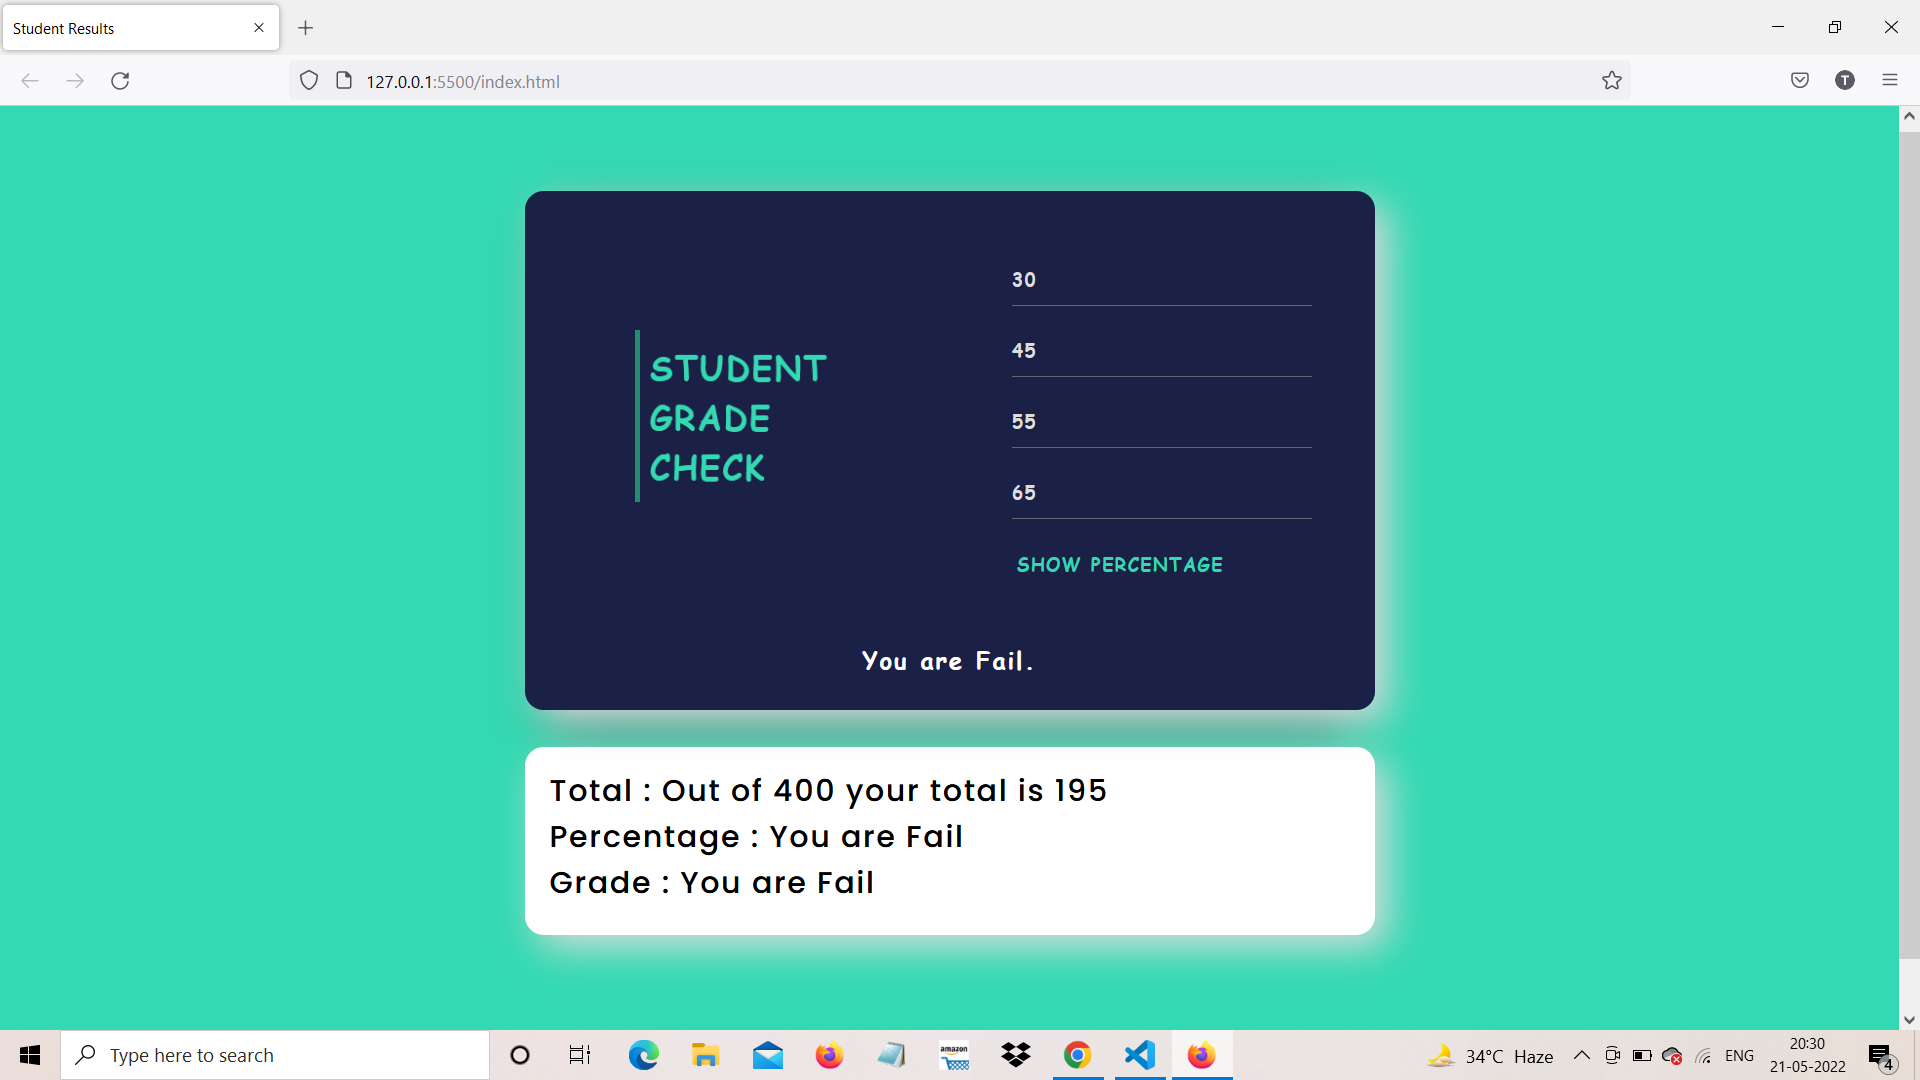 Student Results
127.0.0.1:5500/index.html
T
STUDENT
GRADE
CHECK
30
45
55
65
SHOW PERCENTAGE
You are Fail.
Total : Out of 400 your total is 195
Percentage : You are Fail
Grade : You are Fail
Type here to search
amazon
34°C Haze
ENG
20:30
21-05-2022
4